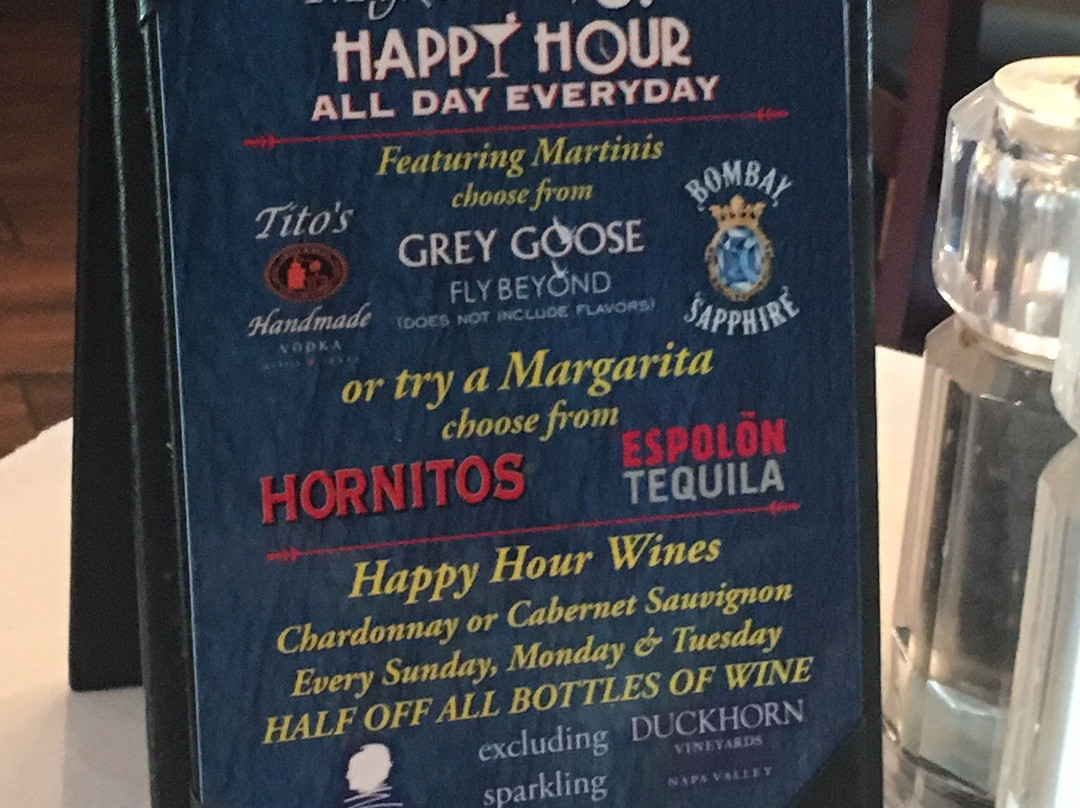 HAPPY HOUR
ALL DAY EVERYDAY
Featuring Martinis
choose from
Tito's
Handmade
VODKA
GREY GOOSE
FLY BEYOND
(DOES NOT INCLUDE FLAVORS)
BOMBAY
SAPPHIRE
or try a Margarita
choose from
HORNITOS
ESPOLÒN
TEQUILA
Happy Hour Wines
Chardonnay or Cabernet Sauvignon
Every Sunday, Monday & Tuesday
HALF OFF ALL BOTTLES OF WINE
excluding
sparkling
DUCKHORN
VINEYARDS
NAPA VALLEY